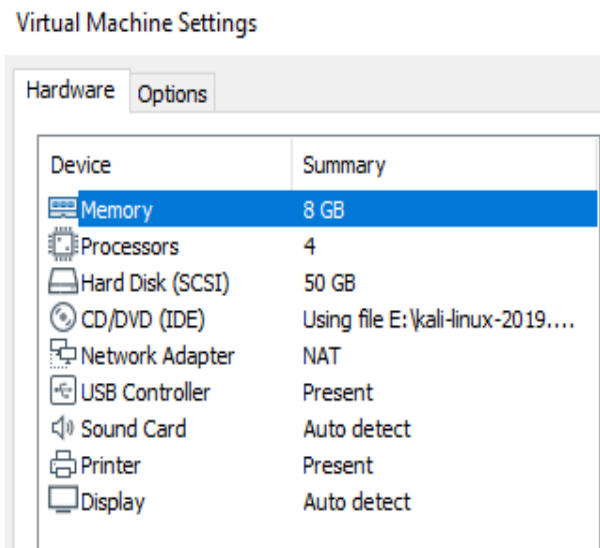 Virtual Machine Settings
Hardware Options
Device Summary
Memory 8 GB
Processors 4
Hard Disk (SCSI) 50 GB
CD/DVD (IDE) Using file E:\kali-linux-2019....
Network Adapter NAT
USB Controller Present
Sound Card Auto detect
Printer Present
Display Auto detect